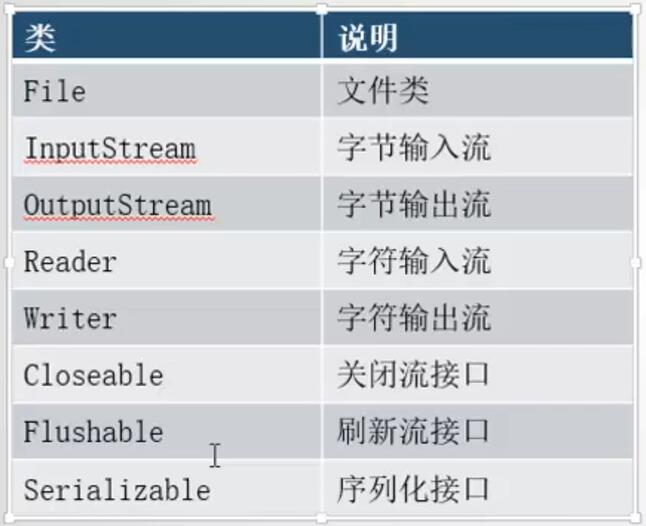 类 说明
File 文件类
InputStream 字节输入流
OutputStream 字节输出流
Reader 字符输入流
Writer 字符输出流
Closeable 关闭流接口
Flushable 刷新流接口
Serializable 序列化接口